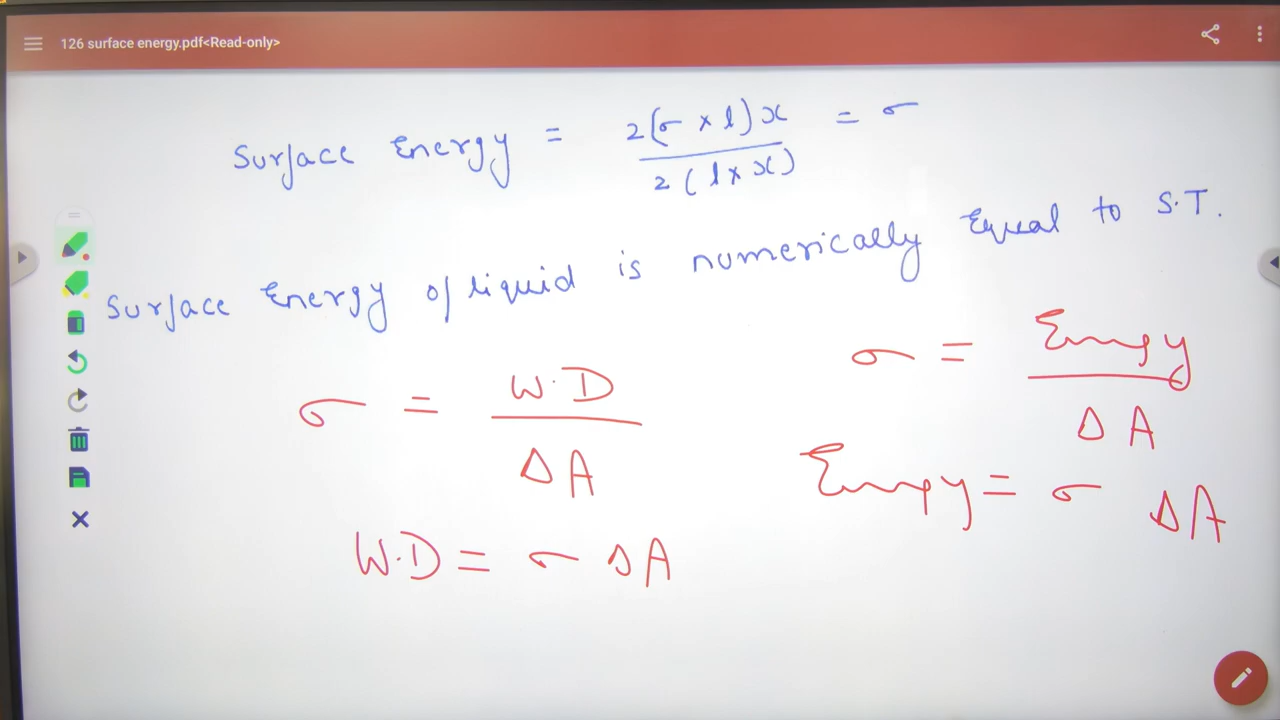 126 surface energy.pdf<Read-only>
Surface Energy = 2(σ × l)x / 2(l × x) = σ
Surface Energy of liquid is numerically Equal to S.T.
σ = W.D / ΔA
W.D = σ ΔA
σ = Energy / ΔA
Energy = σ ΔA